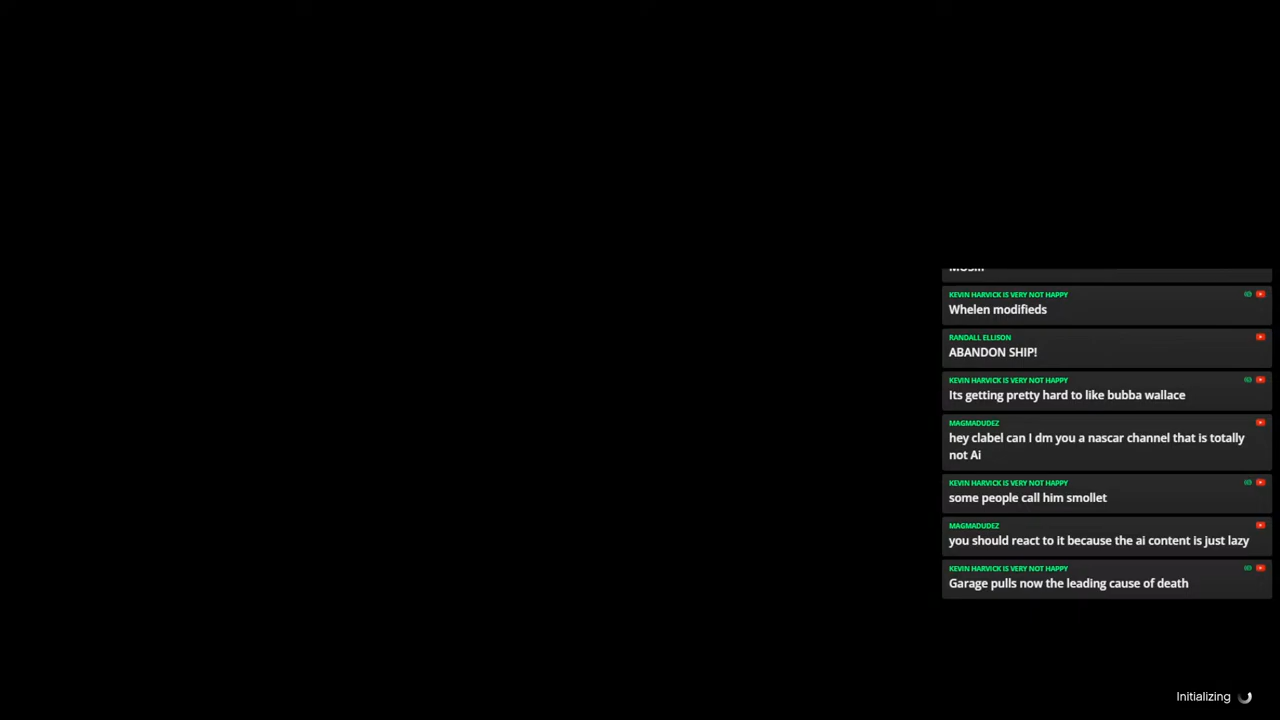 KEVIN HARVICK IS VERY NOT HAPPY
Whelen modifieds
RANDALL ELLISON
ABANDON SHIP!
KEVIN HARVICK IS VERY NOT HAPPY
Its getting pretty hard to like bubba wallace
MAGMADUDEZ
hey clabel can I dm you a nascar channel that is totally
not Ai
KEVIN HARVICK IS VERY NOT HAPPY
some people call him smollet
MAGMADUDEZ
you should react to it because the ai content is just lazy
KEVIN HARVICK IS VERY NOT HAPPY
Garage pulls now the leading cause of death
Initializing